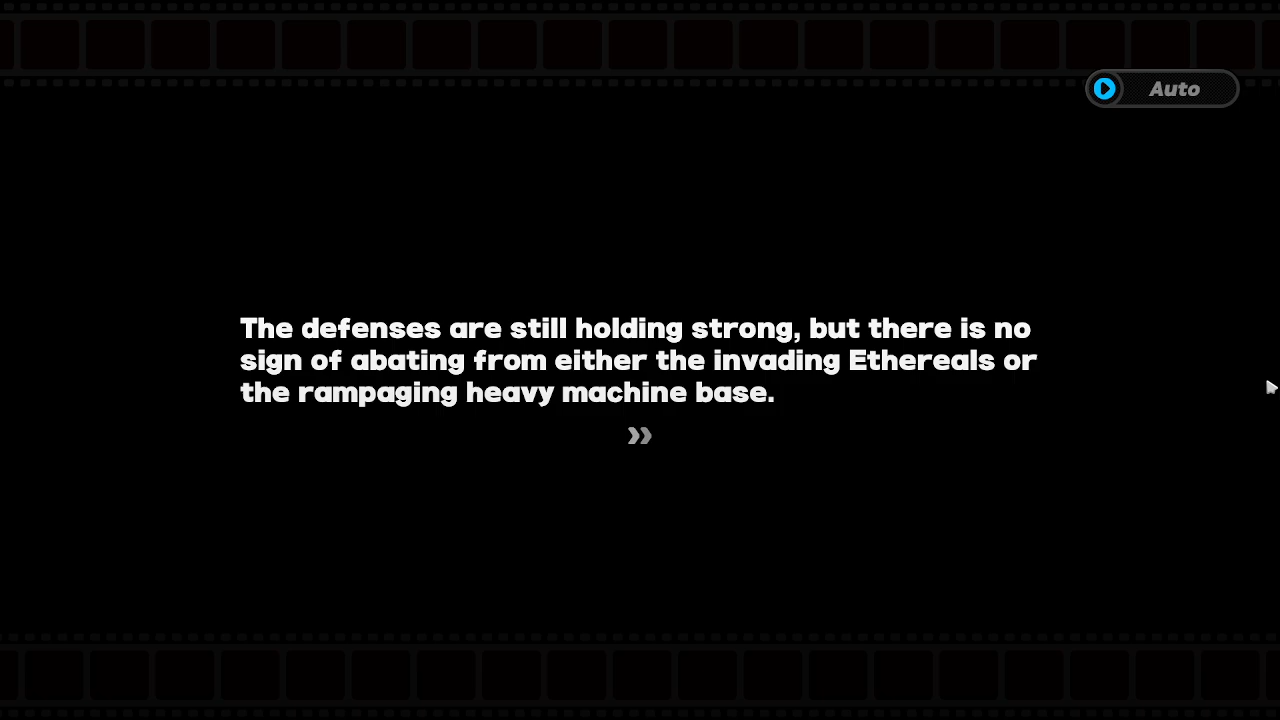 Auto
The defenses are still holding strong, but there is no
sign of abating from either the invading Ethereals or
the rampaging heavy machine base.